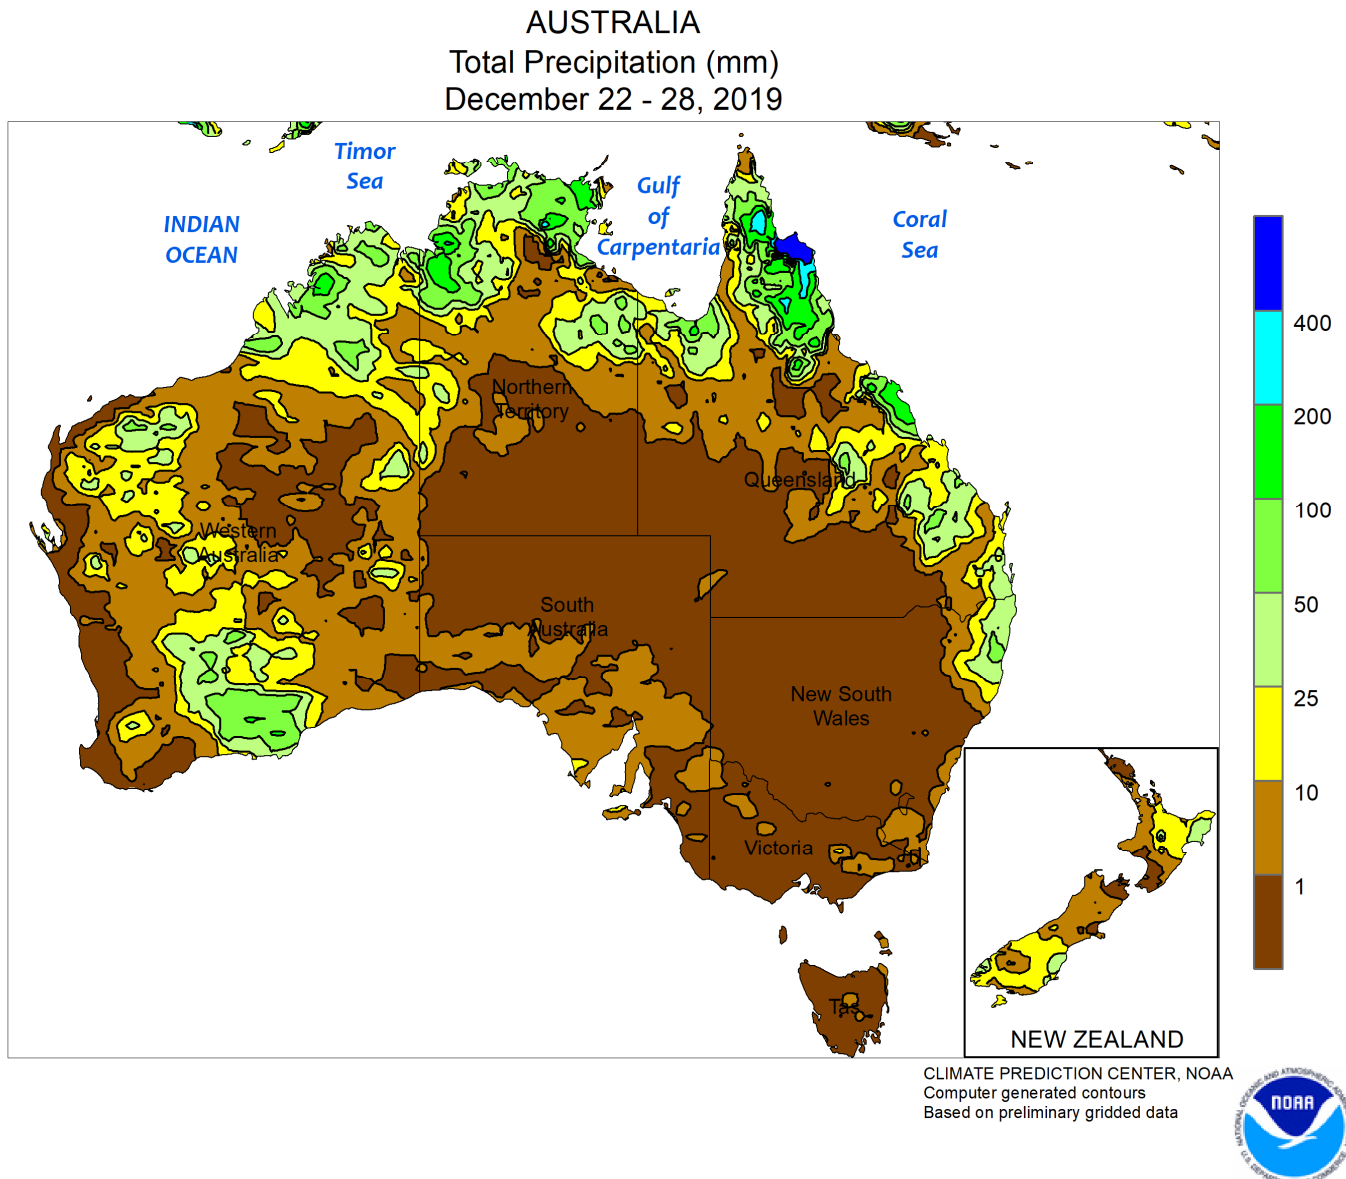 AUSTRALIA
Total Precipitation (mm)
December 22 - 28, 2019
Timor
Sea
INDIAN
OCEAN
Gulf
of
Carpentaria
Coral
Sea
400
200
100
50
25
10
1
Northern
Territory
Queensland
Western
Australia
South
Australia
New South
Wales
Victoria
Tas.
NEW ZEALAND
CLIMATE PREDICTION CENTER, NOAA
Computer generated contours
Based on preliminary gridded data
NOAA